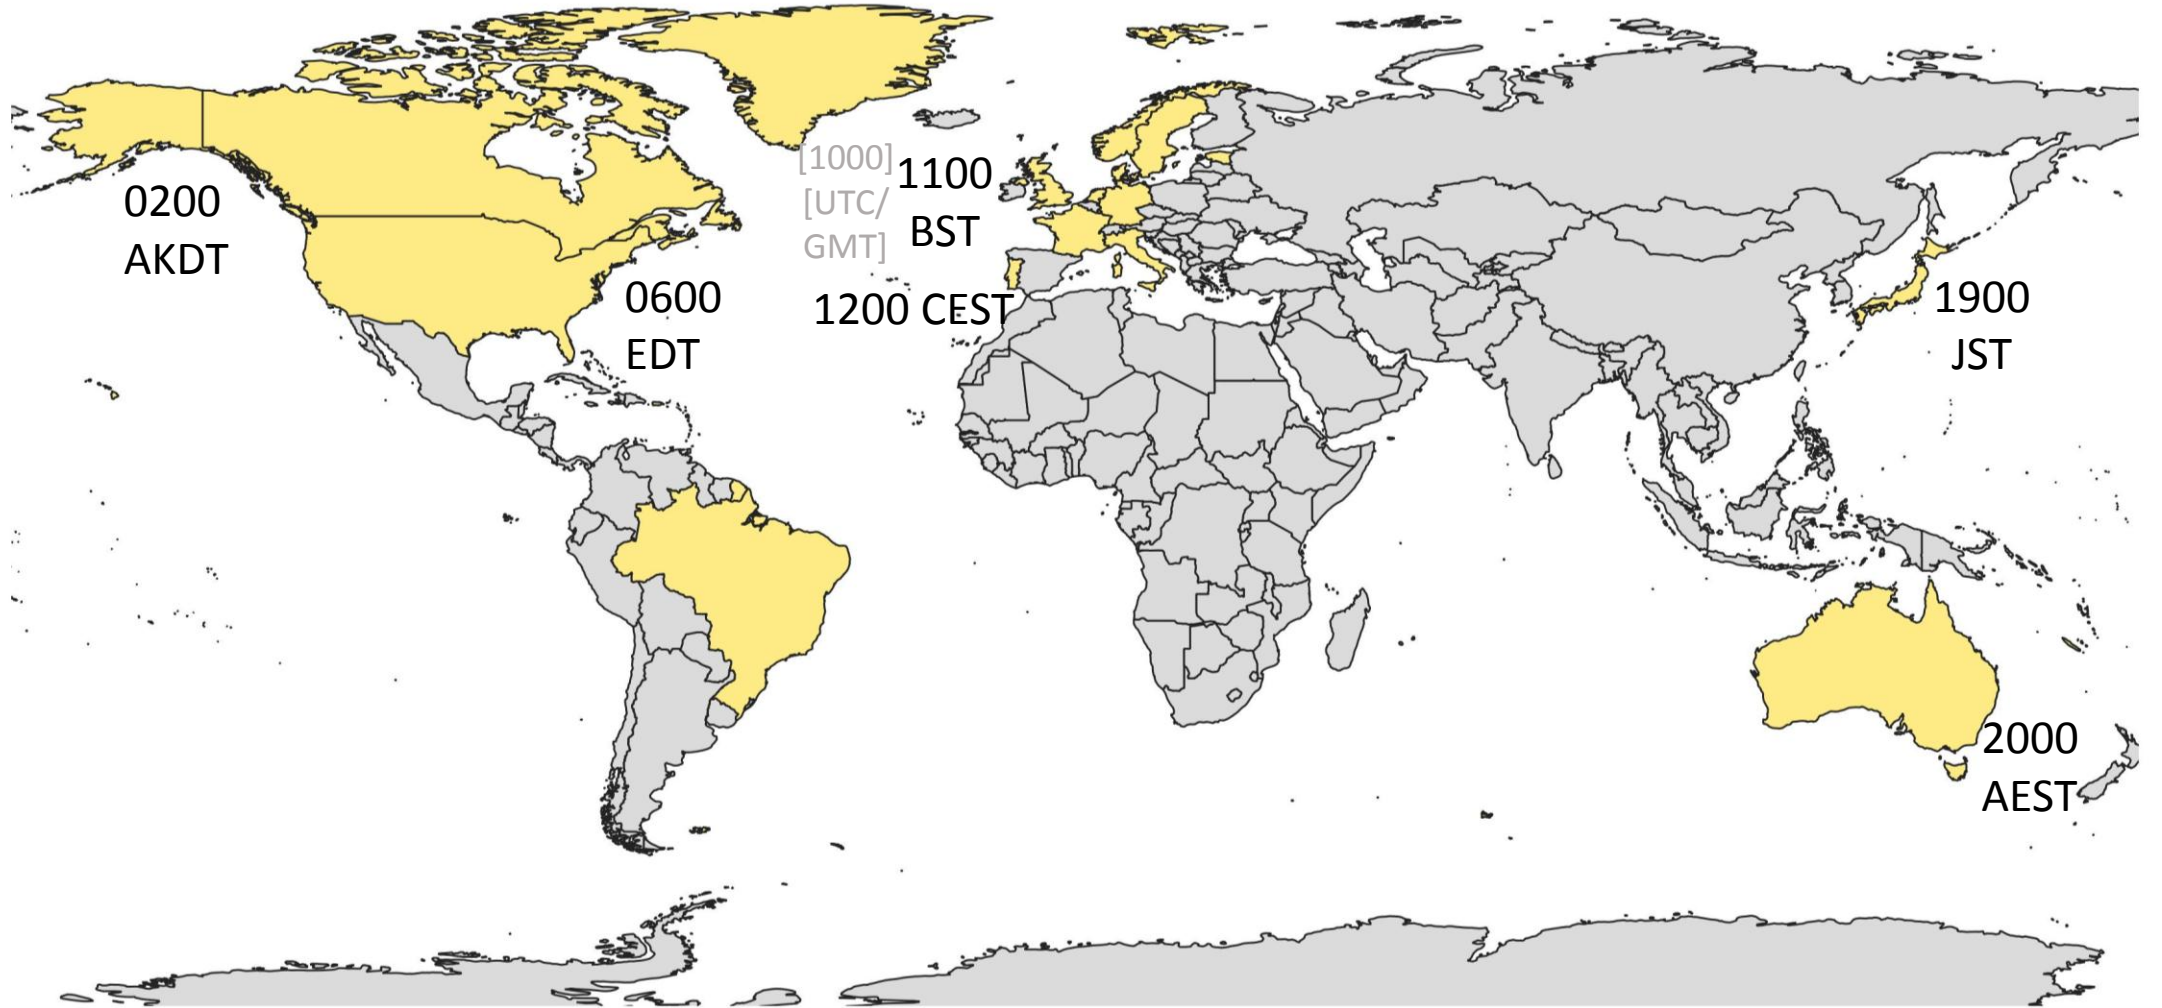 0200
AKDT
0600
EDT
[1000]
[UTC/
GMT]
1100
BST
1200 CEST
1900
JST
2000
AEST